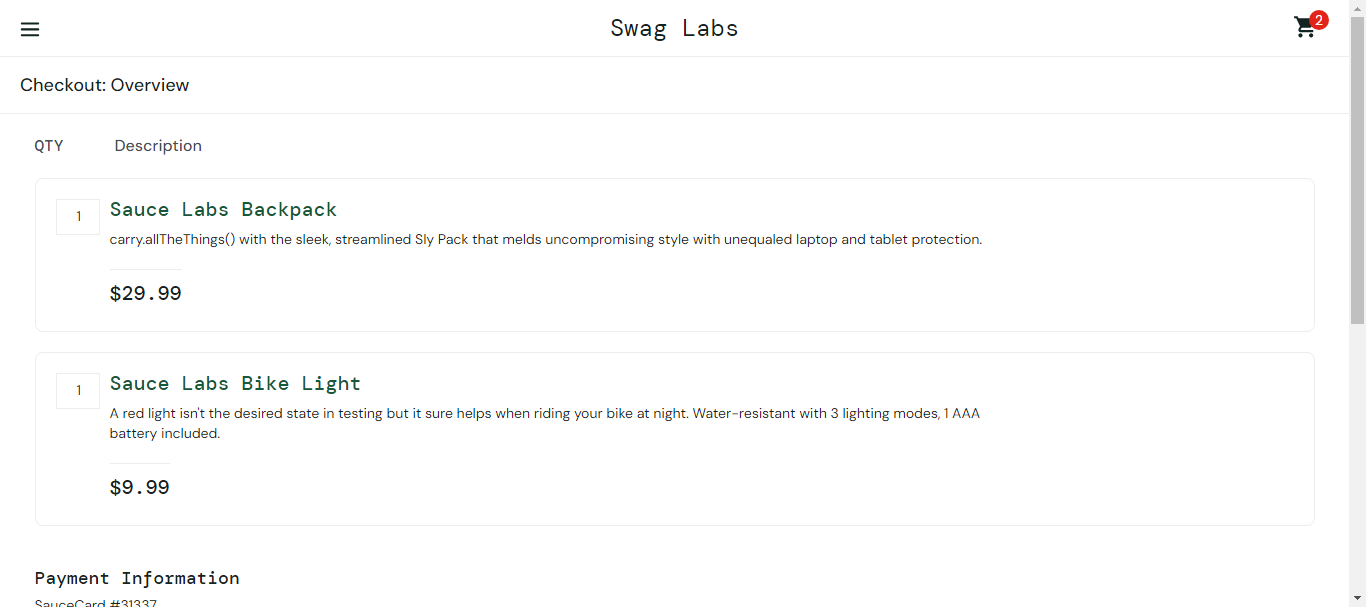 Swag Labs
2
Checkout: Overview
QTY Description
1
Sauce Labs Backpack
carry.allTheThings() with the sleek, streamlined Sly Pack that melds uncompromising style with unequaled laptop and tablet protection.
$29.99
1
Sauce Labs Bike Light
A red light isn't the desired state in testing but it sure helps when riding your bike at night. Water-resistant with 3 lighting modes, 1 AAA
battery included.
$9.99
Payment Information
SauceCard #31337